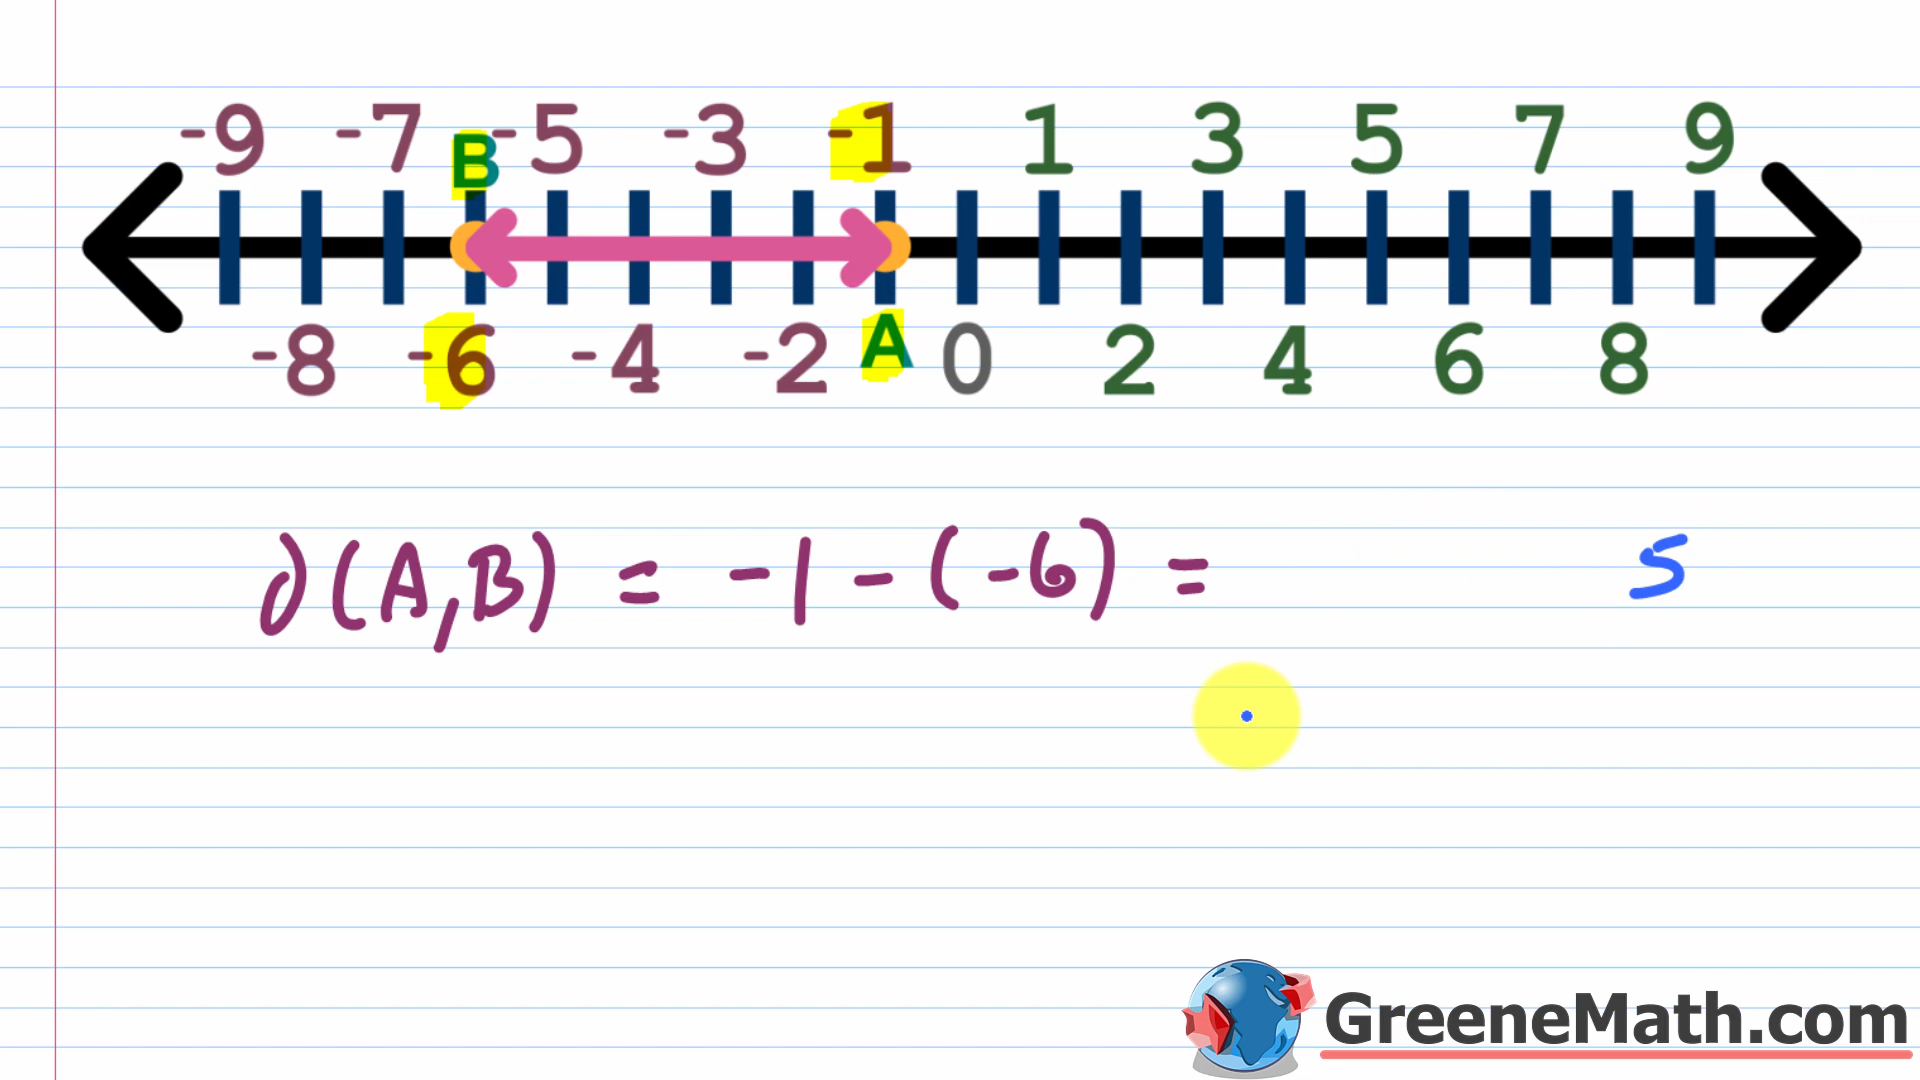 -9 -7 -5 -3 -1 1 3 5 7 9
B
-8 -6 -4 -2 A 0 2 4 6 8
∂(A,B) = -1 - (-6) = 5
GreeneMath.com